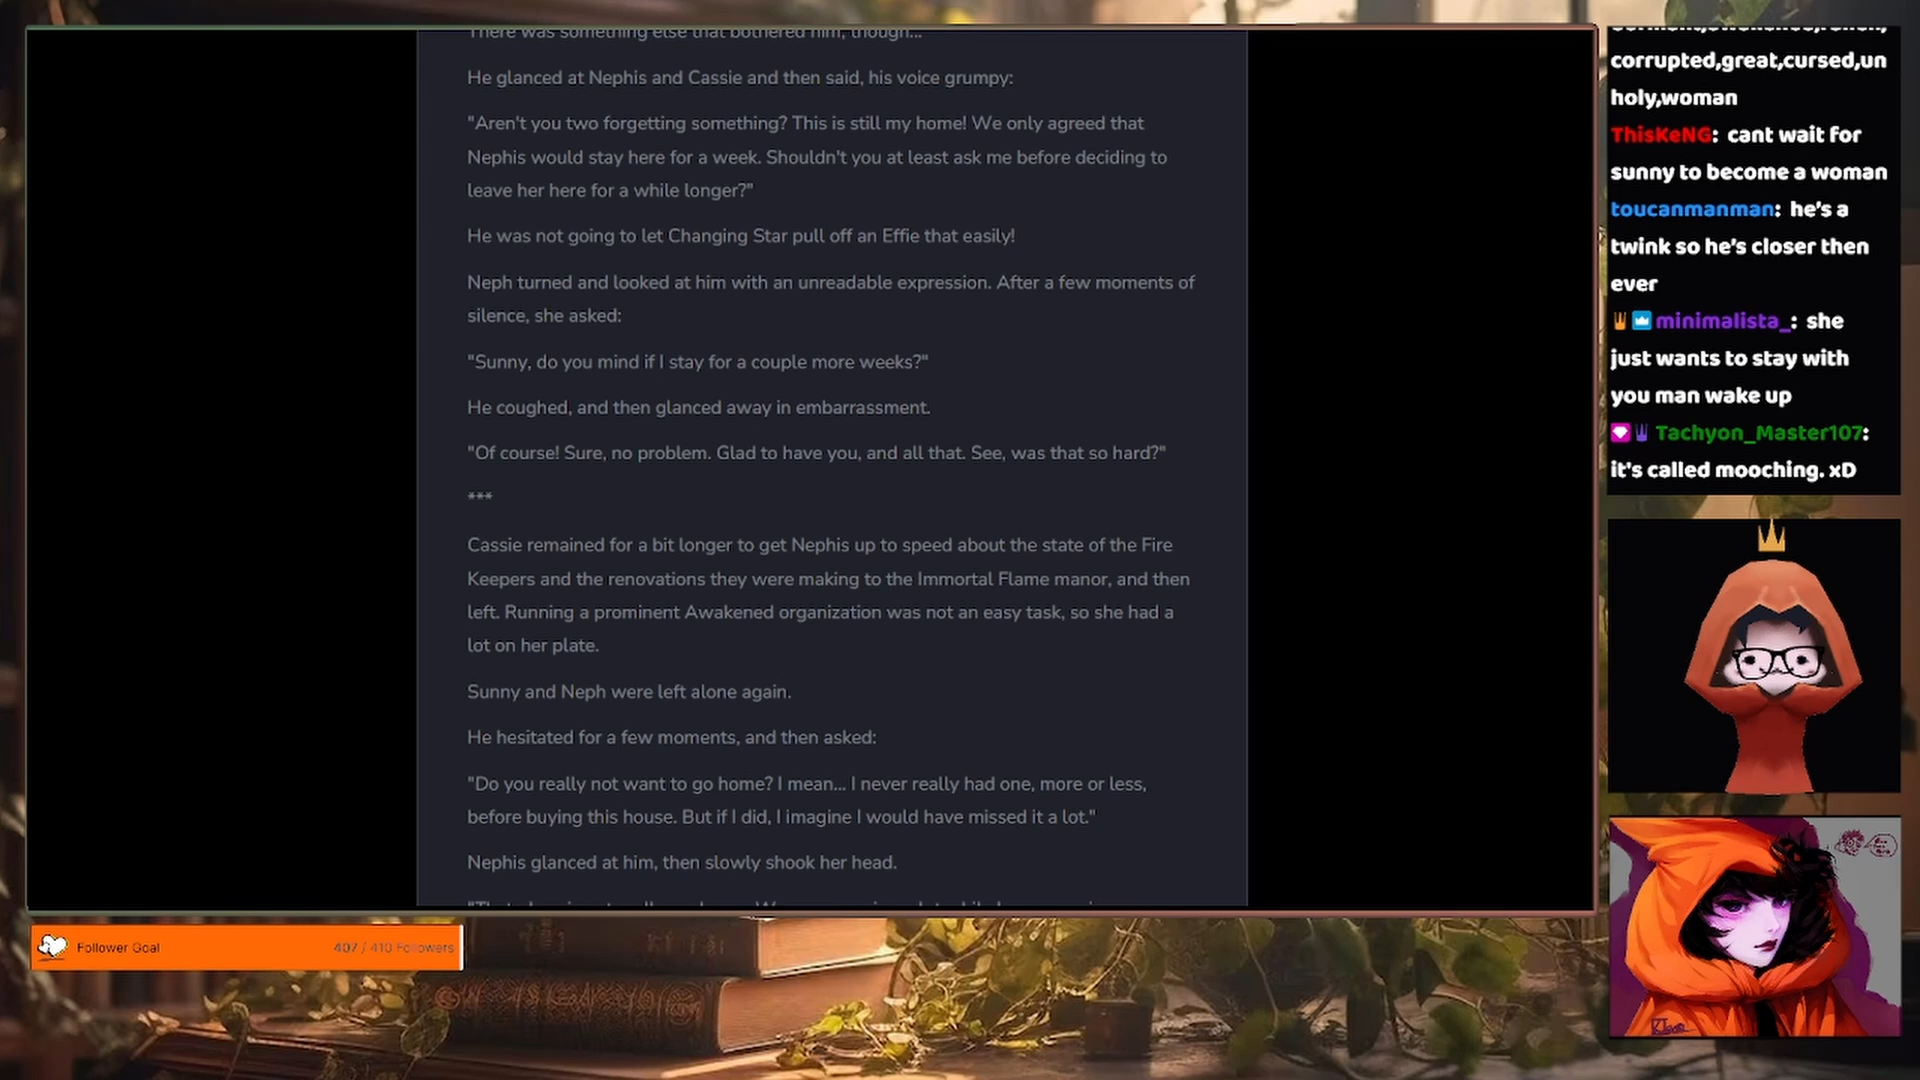 There was something else that bothered him, though...
He glanced at Nephis and Cassie and then said, his voice grumpy:
"Aren't you two forgetting something? This is still my home! We only agreed that
Nephis would stay here for a week. Shouldn't you at least ask me before deciding to
leave her here for a while longer?"
He was not going to let Changing Star pull off an Effie that easily!
Neph turned and looked at him with an unreadable expression. After a few moments of
silence, she asked:
"Sunny, do you mind if I stay for a couple more weeks?"
He coughed, and then glanced away in embarrassment.
"Of course! Sure, no problem. Glad to have you, and all that. See, was that so hard?"
***
Cassie remained for a bit longer to get Nephis up to speed about the state of the Fire
Keepers and the renovations they were making to the Immortal Flame manor, and then
left. Running a prominent Awakened organization was not an easy task, so she had a
lot on her plate.
Sunny and Neph were left alone again.
He hesitated for a few moments, and then asked:
"Do you really not want to go home? I mean... I never really had one, more or less,
before buying this house. But if I did, I imagine I would have missed it a lot."
Nephis glanced at him, then slowly shook her head.
corrupted,great,cursed,un
holy,woman
ThisKeNG: cant wait for
sunny to become a woman
toucanmanman: he's a
twink so he's closer then
ever
minimalista_: she
just wants to stay with
you man wake up
Tachyon_Master107:
it's called mooching. xD
Follower Goal
407 / 410 Followers